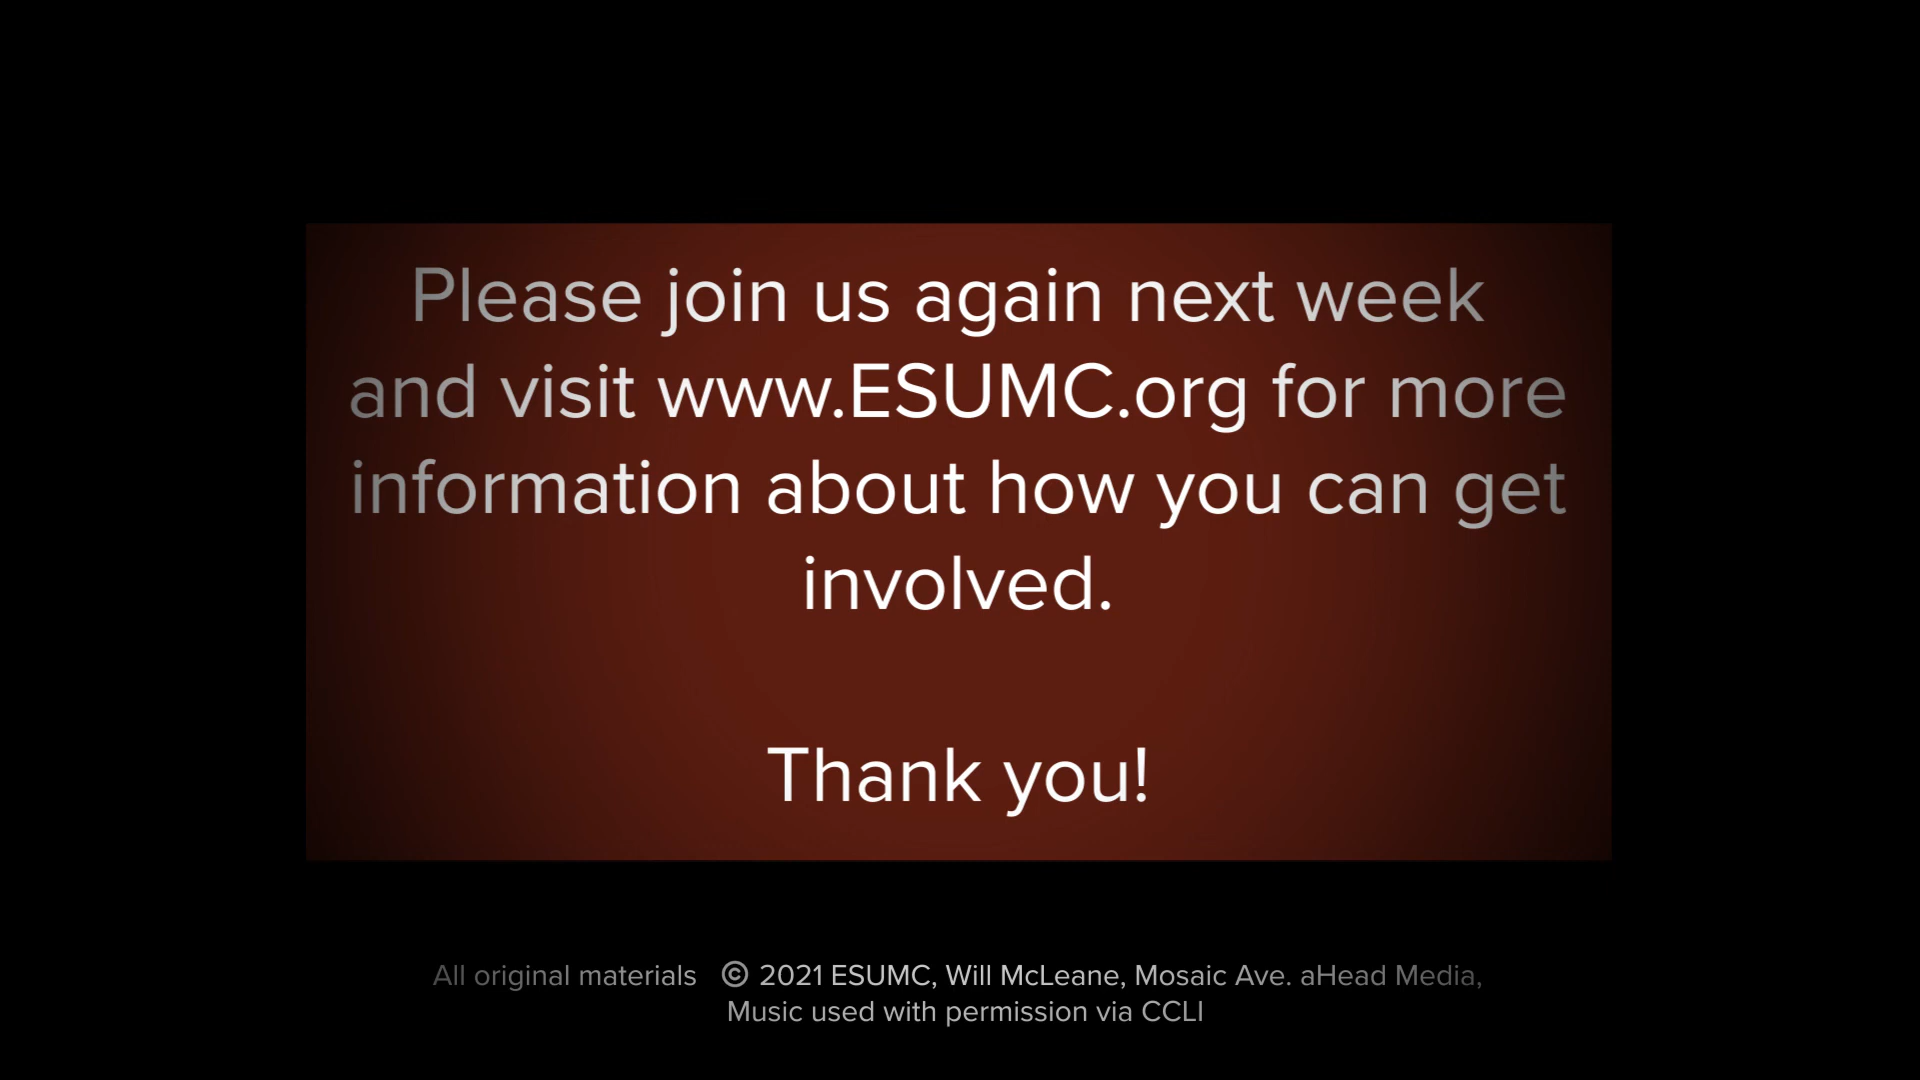 Please join us again next week
and visit www.ESUMC.org for more
information about how you can get
involved.
Thank you!
All original materials © 2021 ESUMC, Will McLeane, Mosaic Ave. aHead Media,
Music used with permission via CCLI